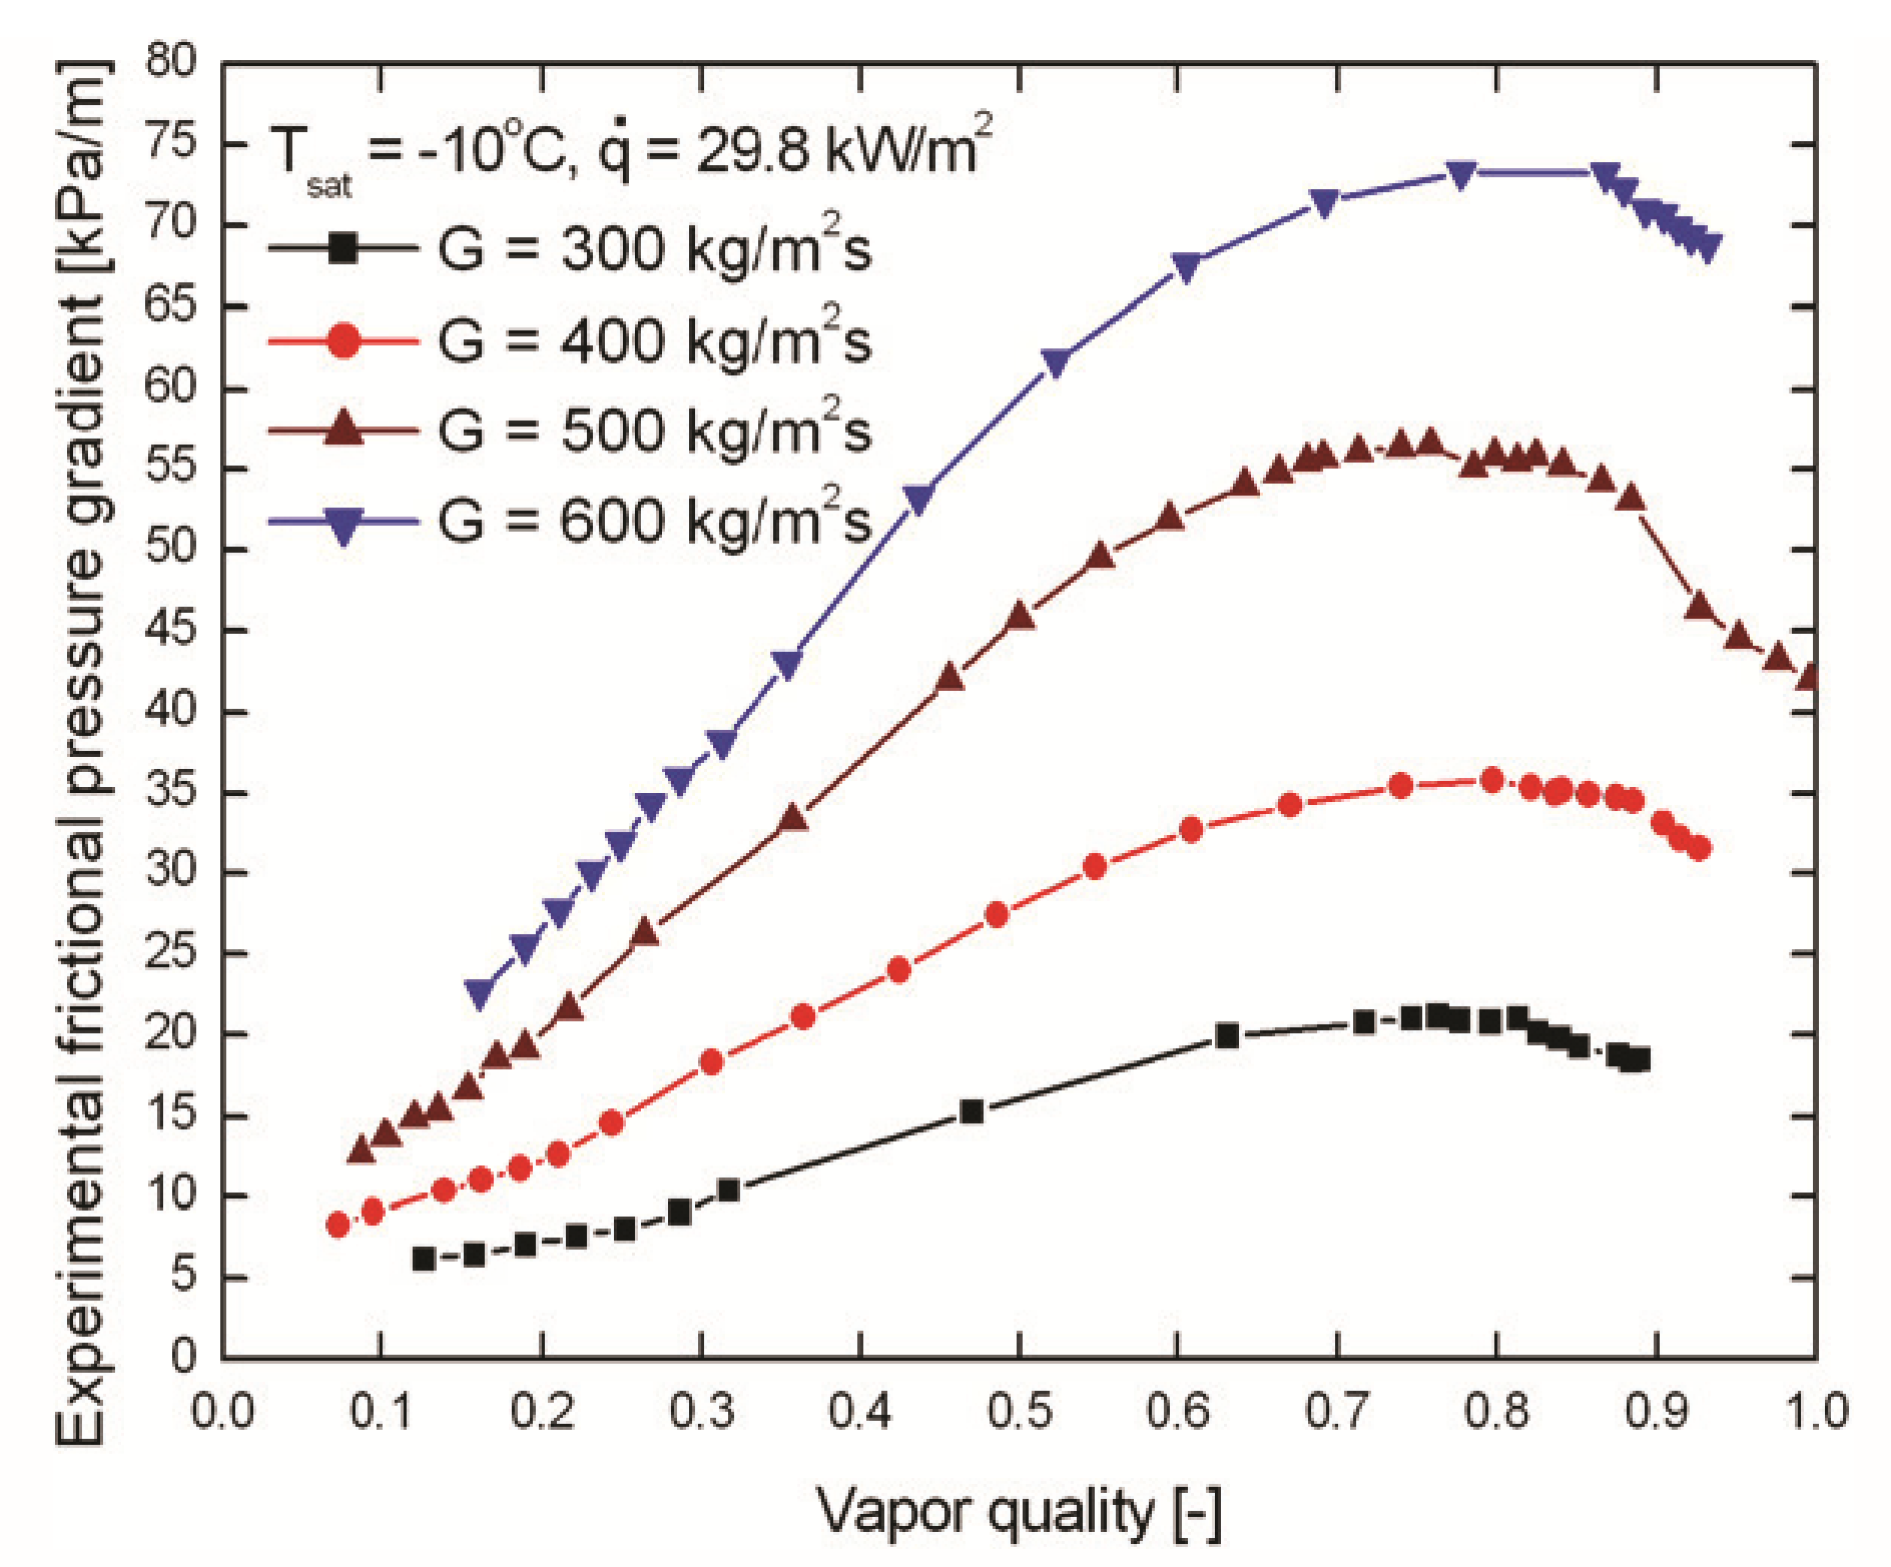 Experimental frictional pressure gradient [kPa/m]
80
75
70
65
60
55
50
45
40
35
30
25
20
15
10
5
0
T_sat = -10°C, q̇ = 29.8 kW/m²
G = 300 kg/m²s
G = 400 kg/m²s
G = 500 kg/m²s
G = 600 kg/m²s
0.0 0.1 0.2 0.3 0.4 0.5 0.6 0.7 0.8 0.9 1.0
Vapor quality [-]